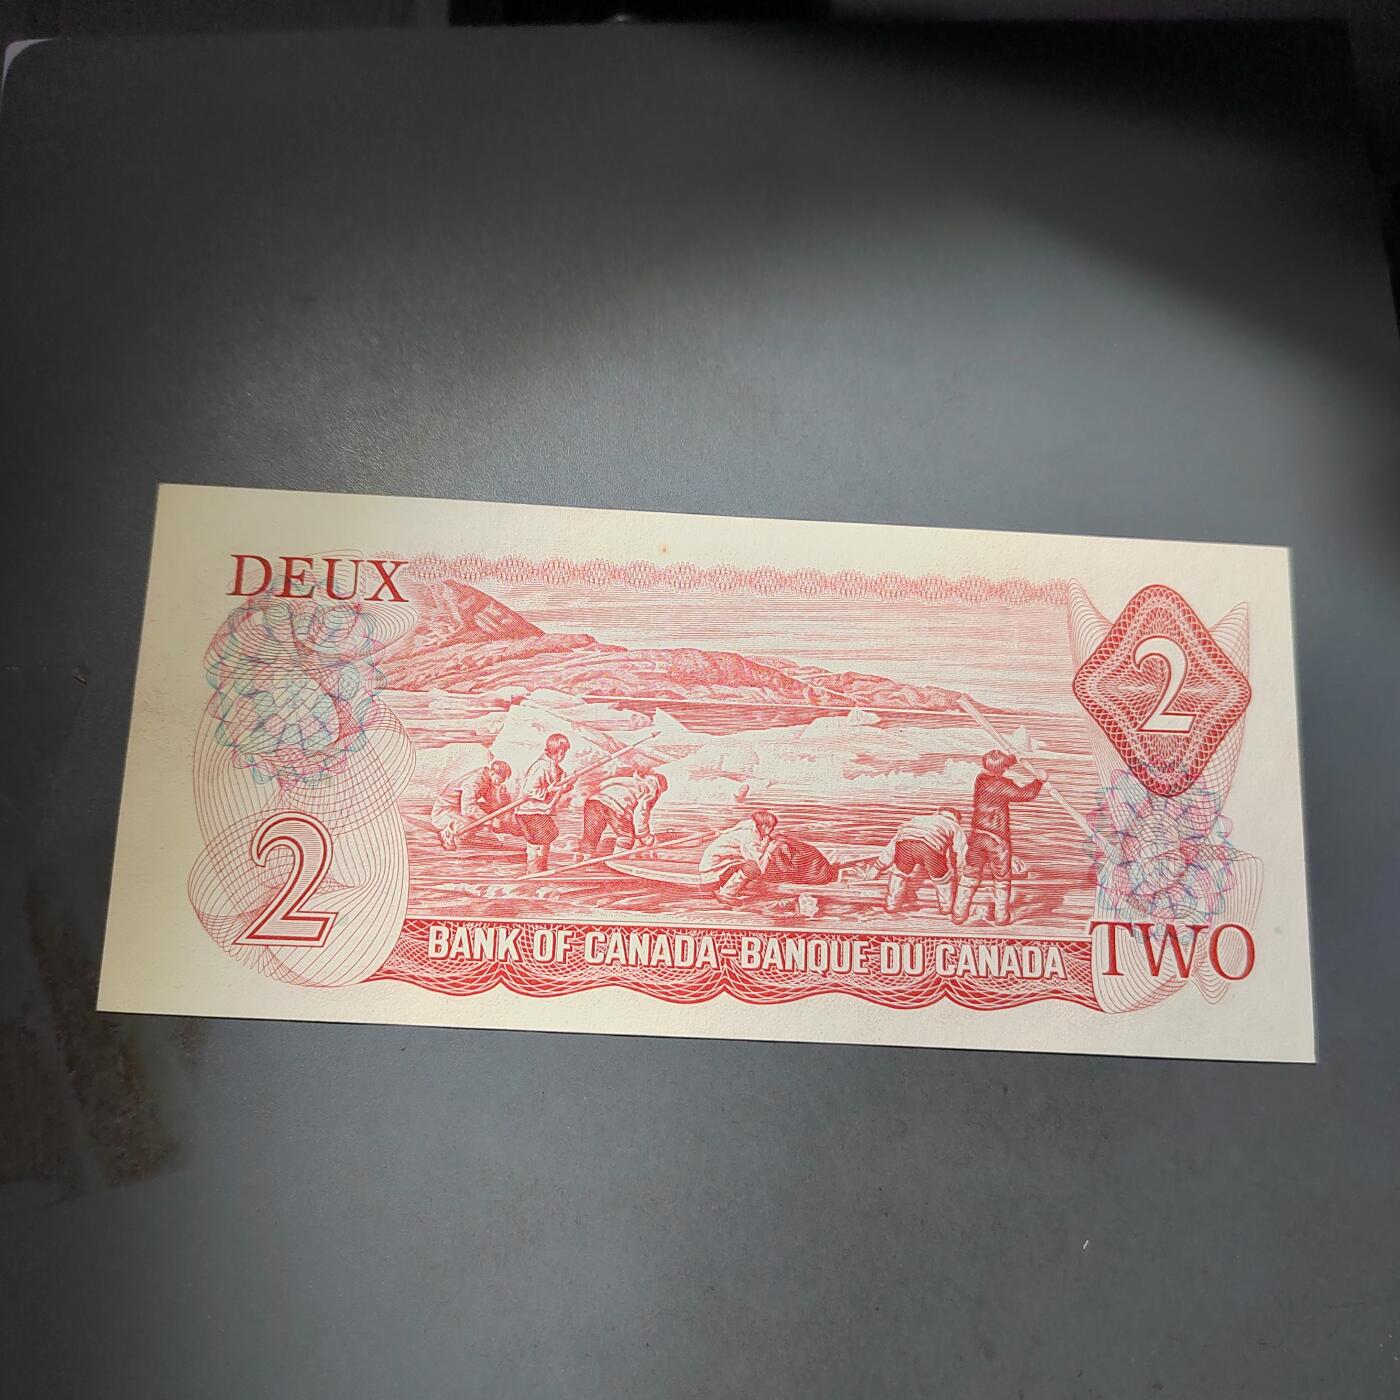 DEUX
2
2
BANK OF CANADA-BANQUE DU CANADA
TWO